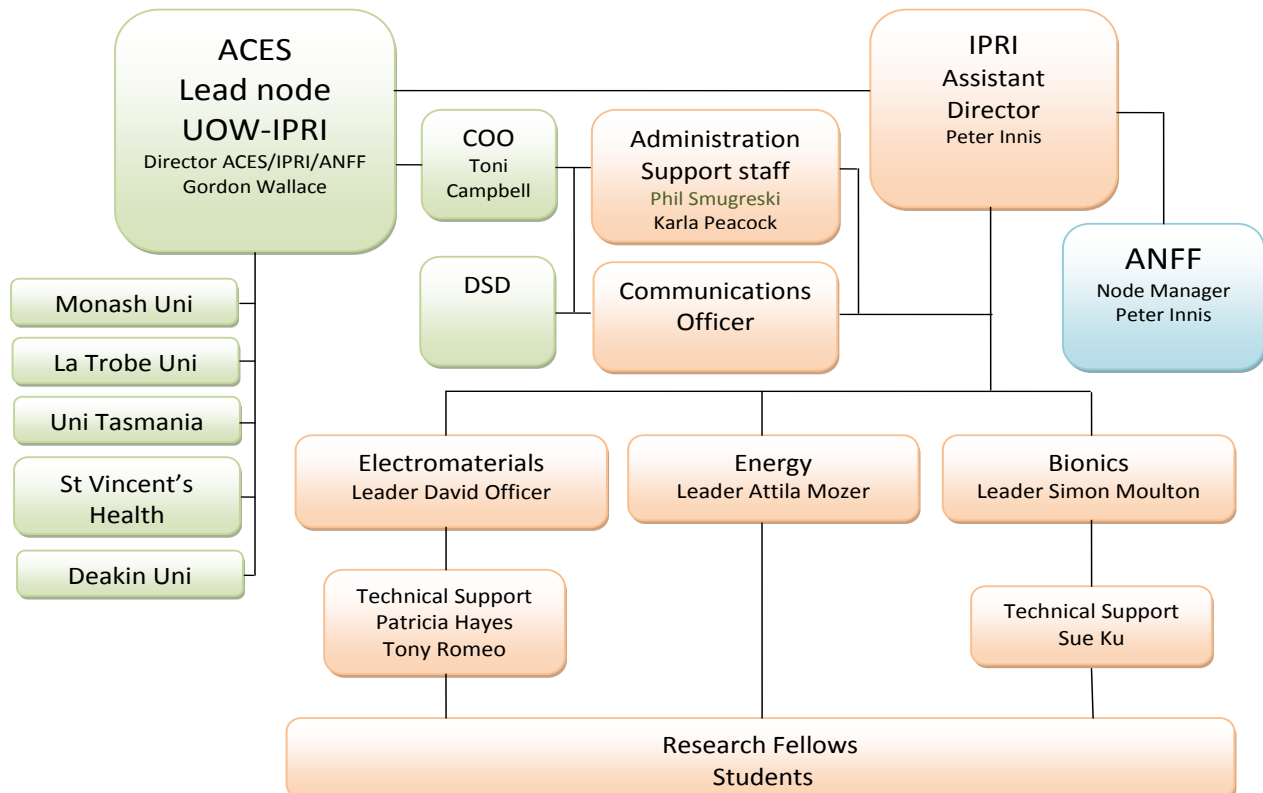 ACES
Lead node
UOW-IPRI
Director ACES/IPRI/ANFF
Gordon Wallace
COO
Toni
Campbell
Administration
Support staff
Phil Smugreski
Karla Peacock
IPRI
Assistant
Director
Peter Innis
DSD
Communications
Officer
ANFF
Node Manager
Peter Innis
Monash Uni
La Trobe Uni
Uni Tasmania
St Vincent's
Health
Deakin Uni
Electromaterials
Leader David Officer
Energy
Leader Attila Mozer
Bionics
Leader Simon Moulton
Technical Support
Patricia Hayes
Tony Romeo
Technical Support
Sue Ku
Research Fellows
Students